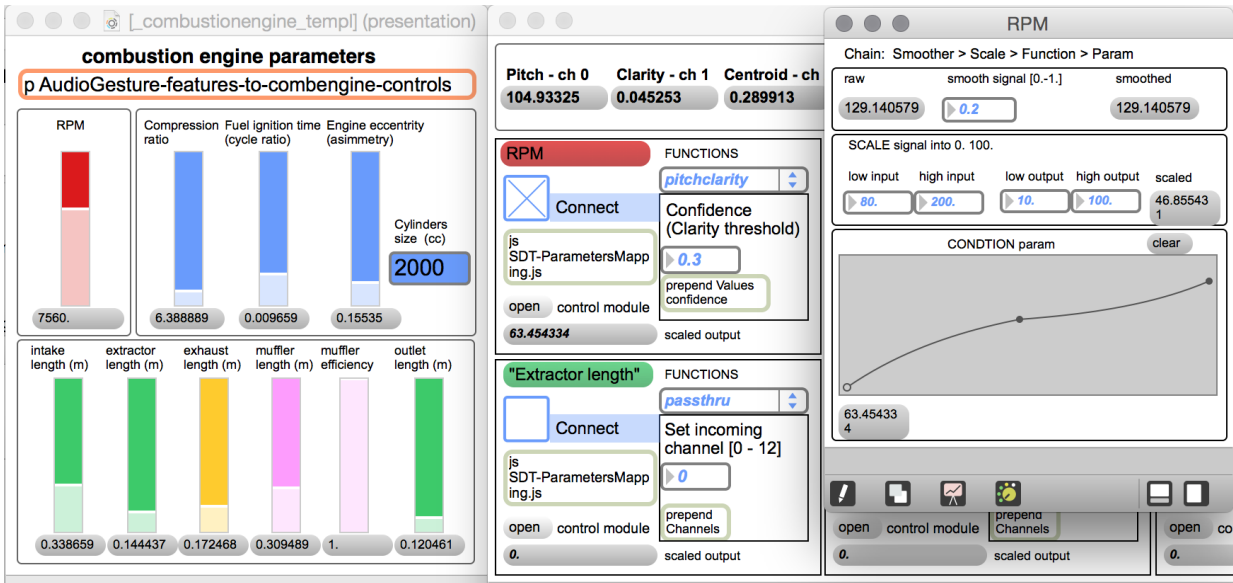 [_combustionengine_templ] (presentation)
combustion engine parameters
p AudioGesture-features-to-combengine-controls
RPM
7560.
Compression
ratio
6.388889
Fuel ignition time
(cycle ratio)
0.009659
Engine eccentrity
(asimmetry)
0.15535
Cylinders
size (cc)
2000
intake
length (m)
0.338659
extractor
length (m)
0.144437
exhaust
length (m)
0.172468
muffler
length (m)
0.309489
muffler
efficiency
1.
outlet
length (m)
0.120461
Pitch - ch 0
104.93325
Clarity - ch 1
0.045253
Centroid - ch
0.289913
RPM
FUNCTIONS
pitchclarity
Connect
Confidence
(Clarity threshold)
0.3
js
SDT-ParametersMapp
ing.js
prepend Values
confidence
open
control module
63.454334
scaled output
"Extractor length"
FUNCTIONS
passthru
Connect
Set incoming
channel [0 - 12]
0
js
SDT-ParametersMapp
ing.js
prepend
Channels
open
control module
0.
scaled output
RPM
Chain: Smoother > Scale > Function > Param
raw
129.140579
smooth signal [0.-1.]
0.2
smoothed
129.140579
SCALE signal into 0. 100.
low input
80.
high input
200.
low output
10.
high output
100.
scaled
46.85543
1
CONDTION param
clear
63.45433
4
open
control module
prepend
Channels
0.
scaled output
open
co
0.